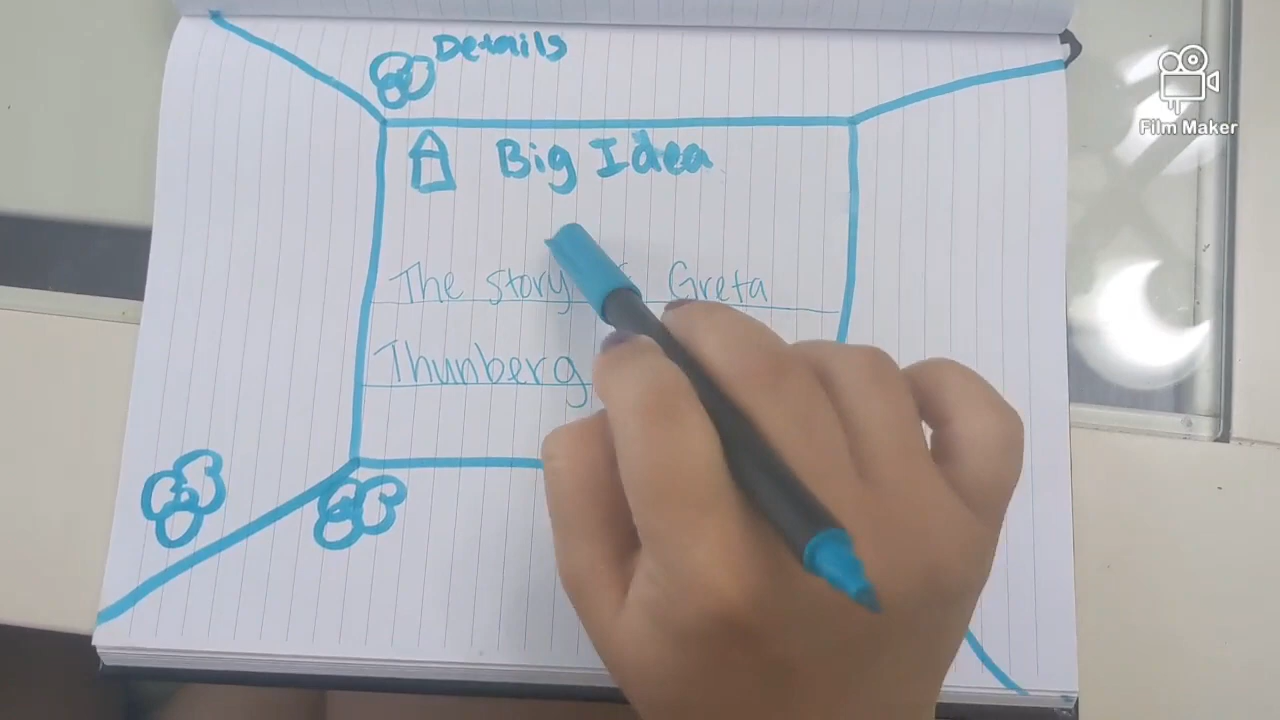 Details
Big Idea
The story Greta
Thunberg
Film Maker